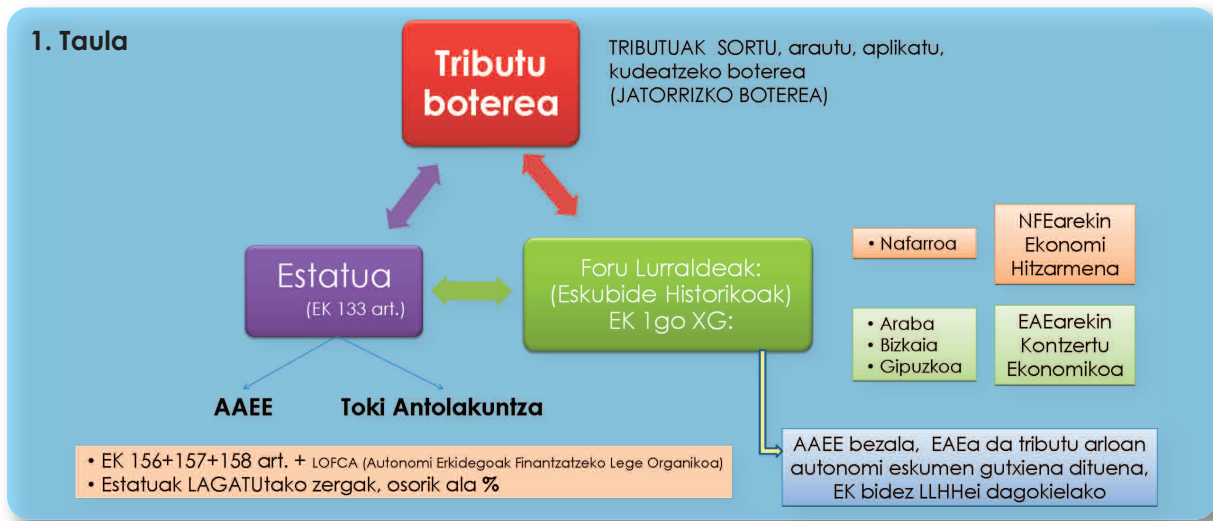 1. Taula
Tributu
boterea
TRIBUTUAK SORTU, arautu, aplikatu,
kudeatzeko boterea
(JATORRIZKO BOTEREA)
Estatua
(EK 133 art.)
Foru Lurraldeak:
(Eskubide Historikoak)
EK 1go XG:
• Nafarroa
NFEarekin
Ekonomi
Hitzarmena
• Araba
• Bizkaia
• Gipuzkoa
EAEarekin
Kontzertu
Ekonomikoa
AAEE
Toki Antolakuntza
• EK 156+157+158 art. + LOFCA (Autonomi Erkidegoak Finantzatzeko Lege Organikoa)
• Estatuak LAGATUtako zergak, osorik ala %
AAEE bezala, EAEa da tributu arloan
autonomi eskumen gutxiena dituena,
EK bidez LLHHei dagokielako